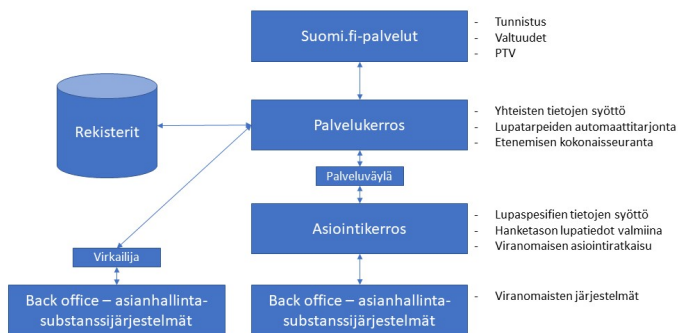 Suomi.fi-palvelut
- Tunnistus
- Valtuudet
- PTV
Rekisterit
Palvelukerros
- Yhteisten tietojen syöttö
- Lupatarpeiden automaattitarjonta
- Etenemisen kokonaisseuranta
Palveluväylä
Asiointikerros
- Lupaspesifien tietojen syöttö
- Hanketason lupatiedot valmiina
- Viranomaisen asiointiratkaisu
Virkailija
Back office – asianhallinta-
substanssijärjestelmät
Back office – asianhallinta-
substanssijärjestelmät
- Viranomaisten järjestelmät